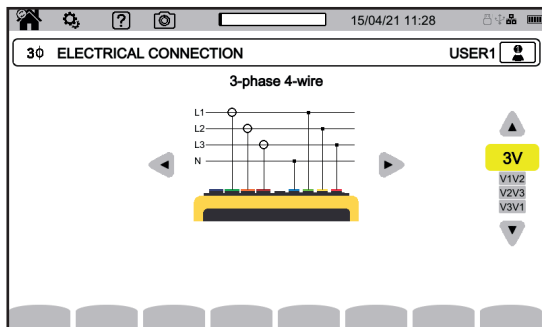 15/04/21 11:28
3ϕ ELECTRICAL CONNECTION USER1
3-phase 4-wire
L1
L2
L3
N
3V
V1V2
V2V3
V3V1